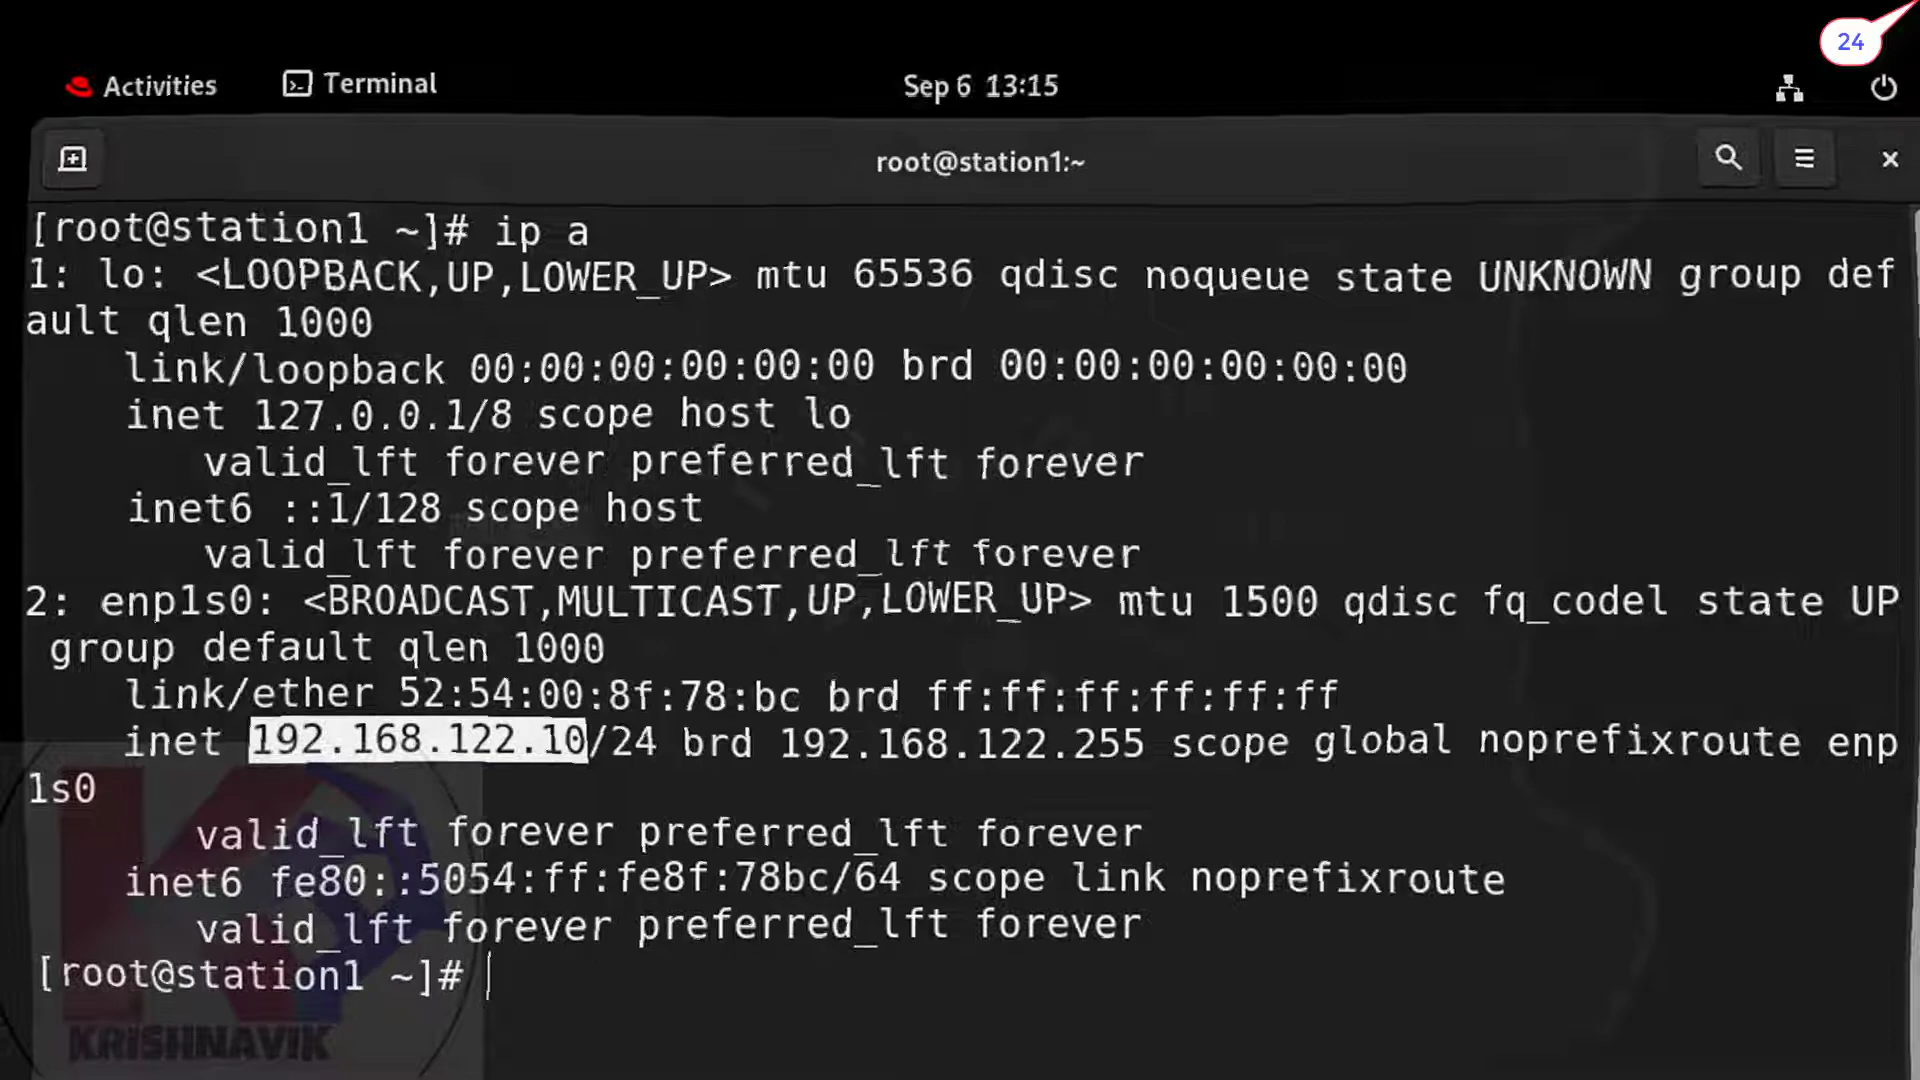 24
Activities Terminal Sep 6 13:15
root@station1:~
[root@station1 ~]# ip a
1: lo: <LOOPBACK,UP,LOWER_UP> mtu 65536 qdisc noqueue state UNKNOWN group def
ault qlen 1000
link/loopback 00:00:00:00:00:00 brd 00:00:00:00:00:00
inet 127.0.0.1/8 scope host lo
valid_lft forever preferred_lft forever
inet6 ::1/128 scope host
valid_lft forever preferred_lft forever
2: enp1s0: <BROADCAST,MULTICAST,UP,LOWER_UP> mtu 1500 qdisc fq_codel state UP
group default qlen 1000
link/ether 52:54:00:8f:78:bc brd ff:ff:ff:ff:ff:ff
inet 192.168.122.10/24 brd 192.168.122.255 scope global noprefixroute enp
1s0
valid_lft forever preferred_lft forever
inet6 fe80::5054:ff:fe8f:78bc/64 scope link noprefixroute
valid_lft forever preferred_lft forever
[root@station1 ~]#
KRISHNAVIK